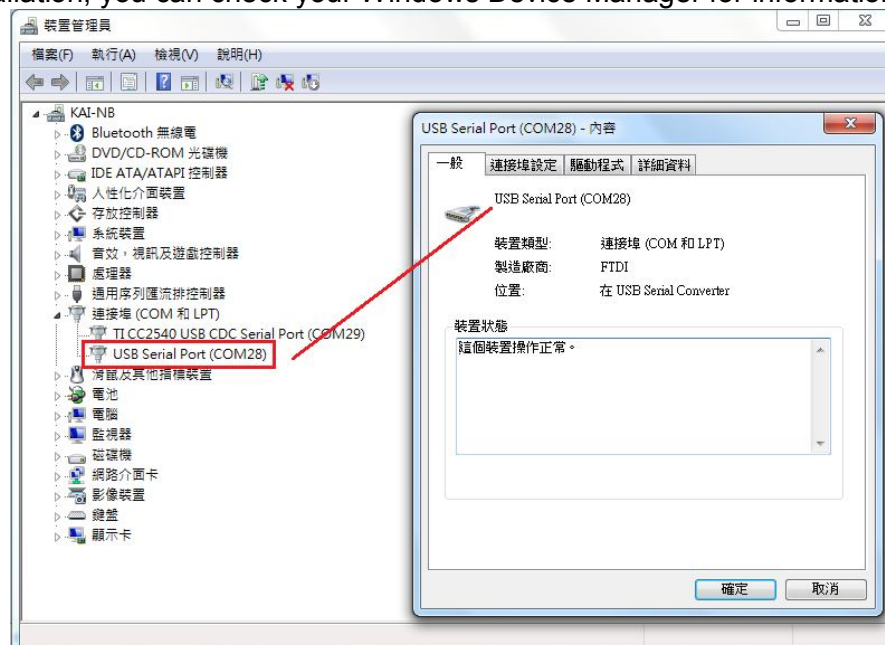 allation, you can check your Windows Device Manager for information
裝置管理員
檔案(F) 執行(A) 檢視(V) 說明(H)
KAI-NB
Bluetooth 無線電
DVD/CD-ROM 光碟機
IDE ATA/ATAPI 控制器
人性化介面裝置
存放控制器
系統裝置
音效，視訊及遊戲控制器
處理器
通用序列匯流排控制器
連接埠 (COM 和 LPT)
TI CC2540 USB CDC Serial Port (COM29)
USB Serial Port (COM28)
滑鼠及其他指標裝置
電池
電腦
監視器
磁碟機
網路介面卡
影像裝置
鍵盤
顯示卡
USB Serial Port (COM28) - 內容
一般 連接埠設定 驅動程式 詳細資料
USB Serial Port (COM28)
裝置類型: 連接埠 (COM 和 LPT)
製造廠商: FTDI
位置: 在 USB Serial Converter
裝置狀態
這個裝置操作正常。
確定 取消